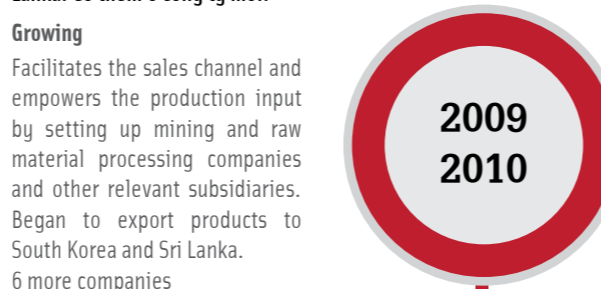 Growing
Facilitates the sales channel and
empowers the production input
by setting up mining and raw
material processing companies
and other relevant subsidiaries.
Began to export products to
South Korea and Sri Lanka.
6 more companies
2009
2010